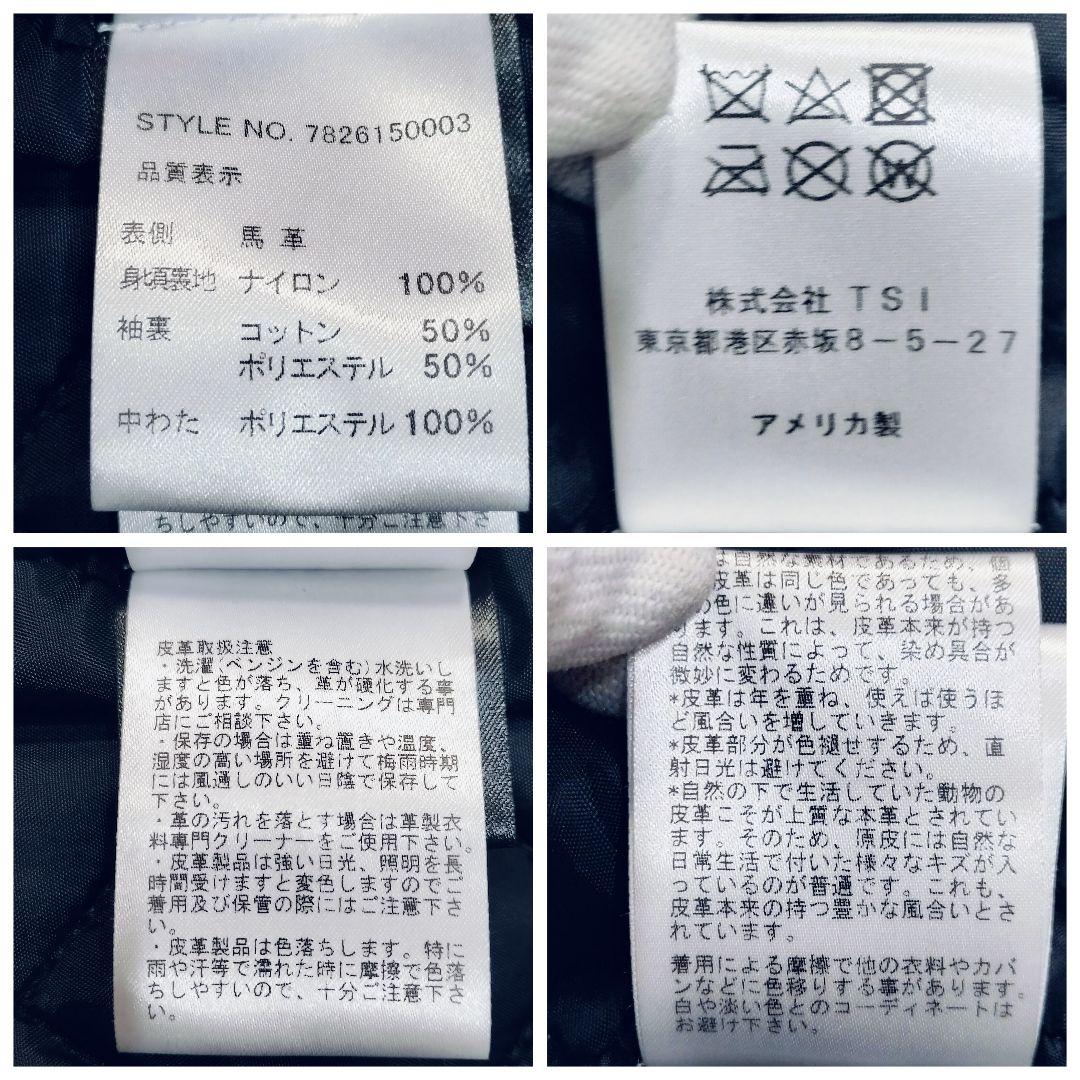 STYLE NO. 7826150003
品質表示
表側 馬革
身頃裏地 ナイロン 100%
袖裏 コットン 50%
ポリエステル 50%
中わた ポリエステル 100%
ちしやすいので、十分ご注意下さ
W
株式会社 TSI
東京都港区赤坂8-5-27
アメリカ製
皮革取扱注意
・洗濯(ベンジンを含む)水洗いし
ますと色が落ち、革が硬化する事
があります。クリーニングは専門
店にご相談下さい。
・保存の場合は重ね置きや温度、
湿度の高い場所を避けて梅雨時期
には風通しのいい日陰で保存して
下さい。
・革の汚れを落とす場合は革製衣
料専門クリーナーをご使用下さい。
・皮革製品は強い日光、照明を長
時間受けますと変色しますのでご
着用及び保管の際にはご注意下さ
い。
・皮革製品は色落ちします。特に
雨や汗等で濡れた時に摩擦で色落
ちしやすいので、十分ご注意下さ
い。
は自然な素材であるため、個
皮革は同じ色であっても、多
の色に違いが見られる場合があ
ります。これは、皮革本来が持つ
自然な性質によって、染め具合が
微妙に変わるためです。
*皮革は年を重ね、使えば使うほ
ど風合いを増していきます。
*皮革部分が色褪せするため、直
射日光は避けてください。
*自然の下で生活していた動物の
皮革こそが上質な本革とされてい
ます。そのため、原皮には自然な
日常生活で付いた様々なキズが入
っているのが普通です。これも、
皮革本来の持つ豊かな風合いとさ
れています。
着用による摩擦で他の衣料やカバ
ンなどに色移りする事があります。
白や淡い色とのコーディネートは
お避け下さい。